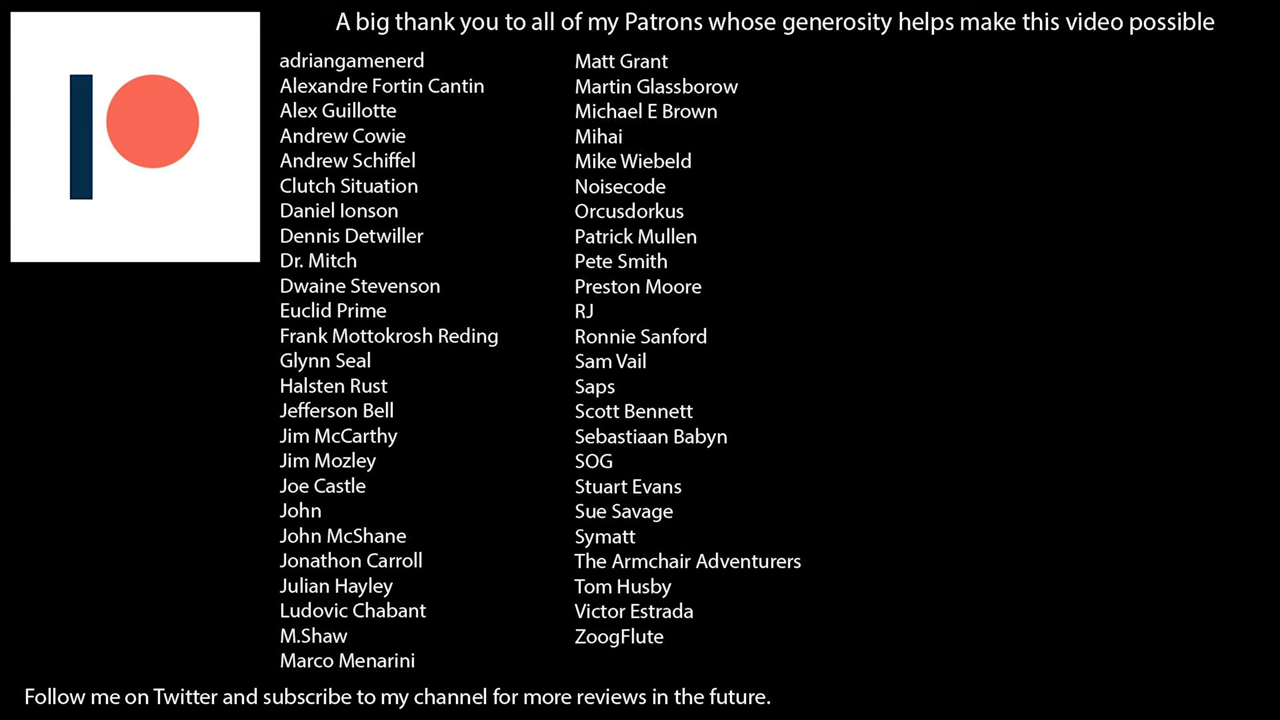 A big thank you to all of my Patrons whose generosity helps make this video possible
adriangamenerd
Alexandre Fortin Cantin
Alex Guillotte
Andrew Cowie
Andrew Schiffel
Clutch Situation
Daniel Ionson
Dennis Detwiller
Dr. Mitch
Dwaine Stevenson
Euclid Prime
Frank Mottokrosh Reding
Glynn Seal
Halsten Rust
Jefferson Bell
Jim McCarthy
Jim Mozley
Joe Castle
John
John McShane
Jonathon Carroll
Julian Hayley
Ludovic Chabant
M.Shaw
Marco Menarini
Matt Grant
Martin Glassborow
Michael E Brown
Mihai
Mike Wiebeld
Noisecode
Orcusdorkus
Patrick Mullen
Pete Smith
Preston Moore
RJ
Ronnie Sanford
Sam Vail
Saps
Scott Bennett
Sebastiaan Babyn
SOG
Stuart Evans
Sue Savage
Symatt
The Armchair Adventurers
Tom Husby
Victor Estrada
ZoogFlute
Follow me on Twitter and subscribe to my channel for more reviews in the future.